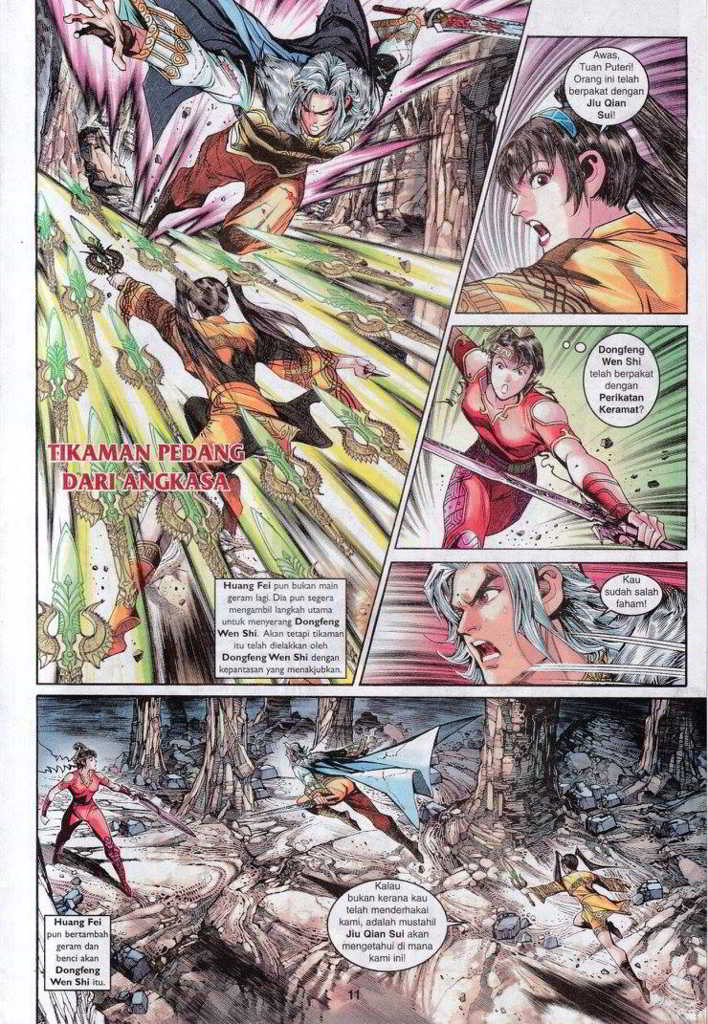 TIKAMAN PEDANG
DARI ANGKASA
Huang Fei pun bukan main
geram lagi. Dia pun segera
mengambil langkah utama
untuk menyerang Dongfeng
Wen Shi. Akan tetapi tikaman
itu telah dielakkan oleh
Dongfeng Wen Shi dengan
kepantasan yang menakjubkan.
Awas,
Tuan Puteri!
Orang ini telah
berpakat dengan
Jiu Qian
Sui!
Dongfeng
Wen Shi
telah berpakat
dengan
Perikatan
Keramat?
Kau
sudah salah
faham!
Huang Fei
pun bertambah
geram dan
benci akan
Dongfeng
Wen Shi itu.
Kalau
bukan kerana kau
telah menderhakai
kami, adalah mustahil
Jiu Qian Sui akan
mengetahui di mana
kami ini!
11